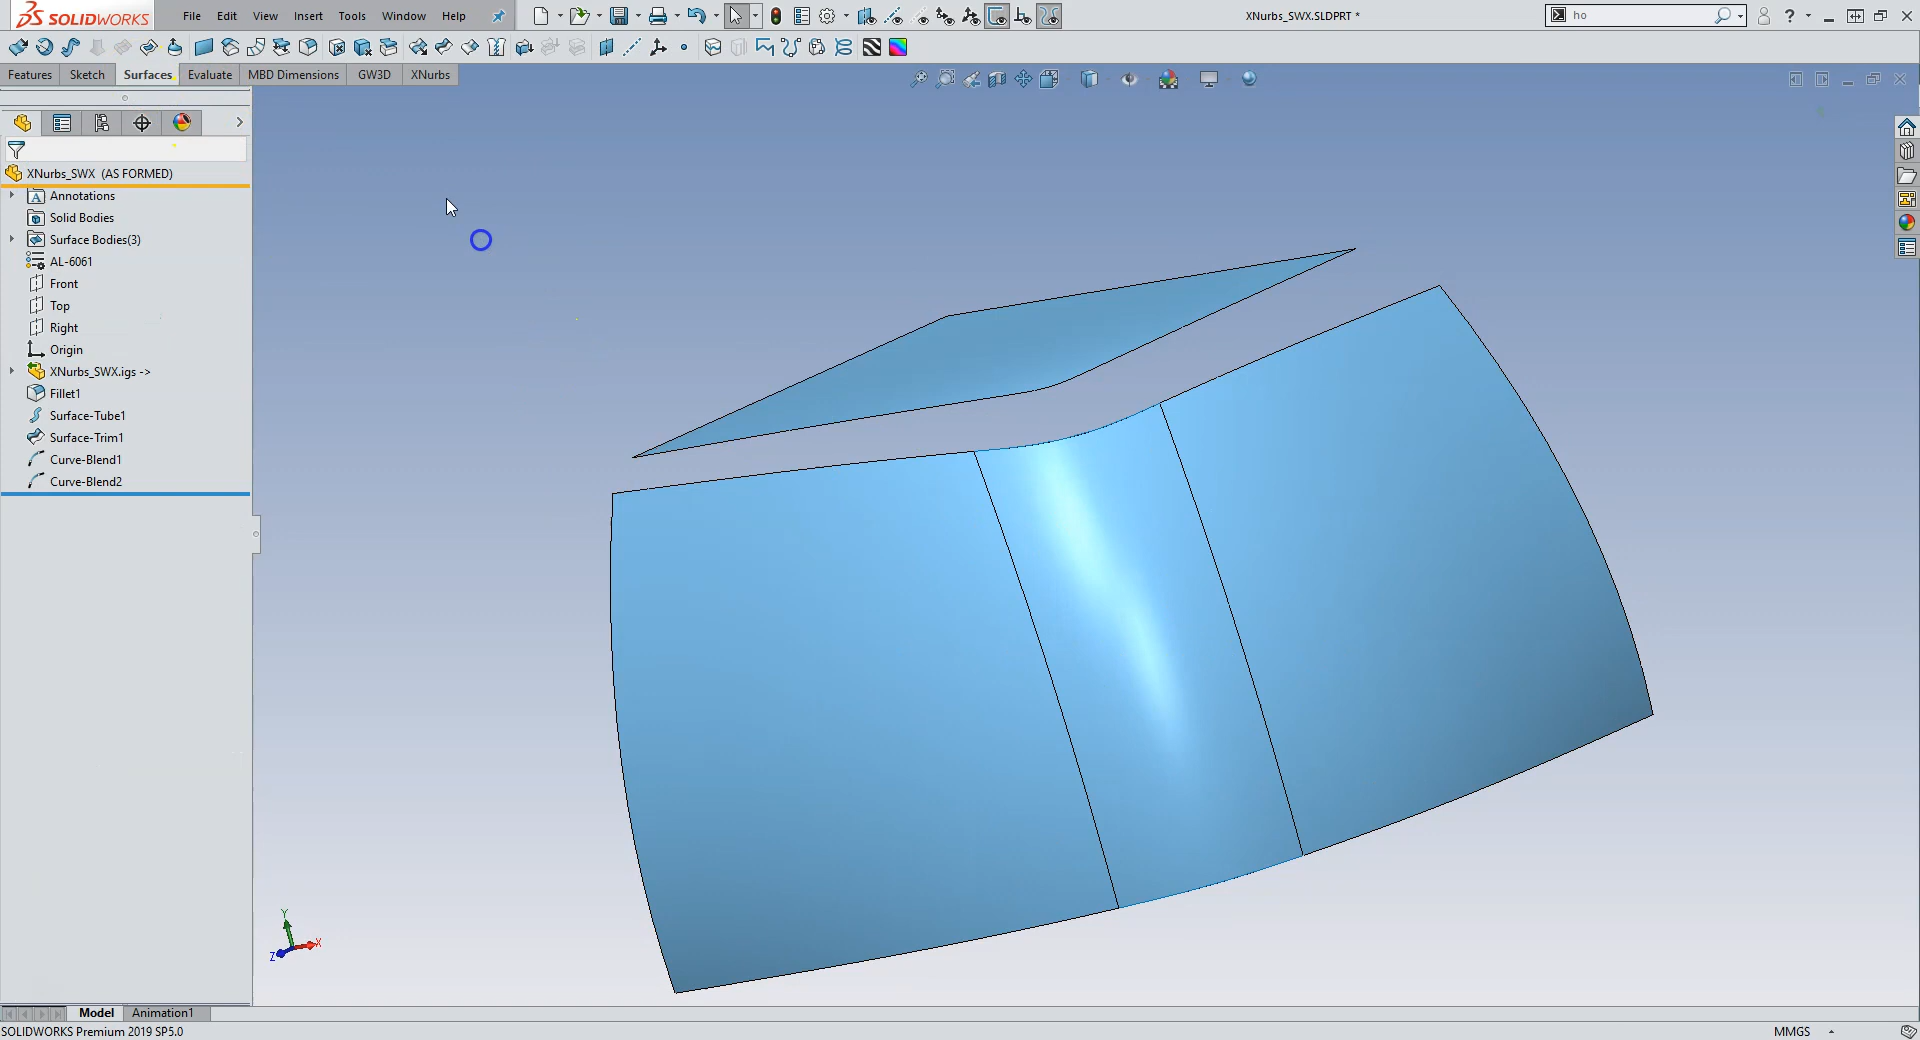 SOLIDWORKS File Edit View Insert Tools Window Help XNurbs_SWX.SLDPRT * ho ?
Features Sketch Surfaces Evaluate MBD Dimensions GW3D XNurbs
XNurbs_SWX (AS FORMED)
A Annotations
Solid Bodies
Surface Bodies(3)
AL-6061
Front
Top
Right
Origin
XNurbs_SWX.igs ->
Fillet1
Surface-Tube1
Surface-Trim1
Curve-Blend1
Curve-Blend2
Y
X
Z
Model Animation1
SOLIDWORKS Premium 2019 SP5.0 MMGS